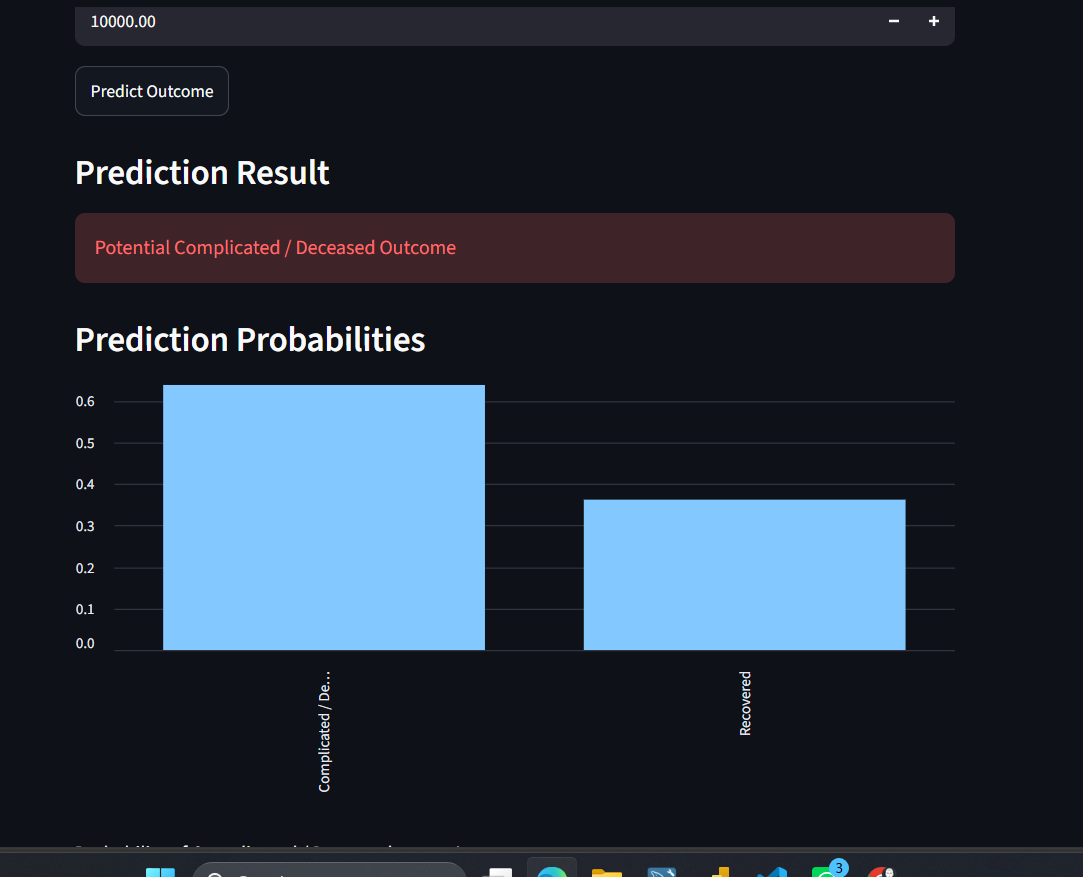 10000.00
Predict Outcome
Prediction Result
Potential Complicated / Deceased Outcome
Prediction Probabilities
0.6
0.5
0.4
0.3
0.2
0.1
0.0
Complicated / De...
Recovered
3